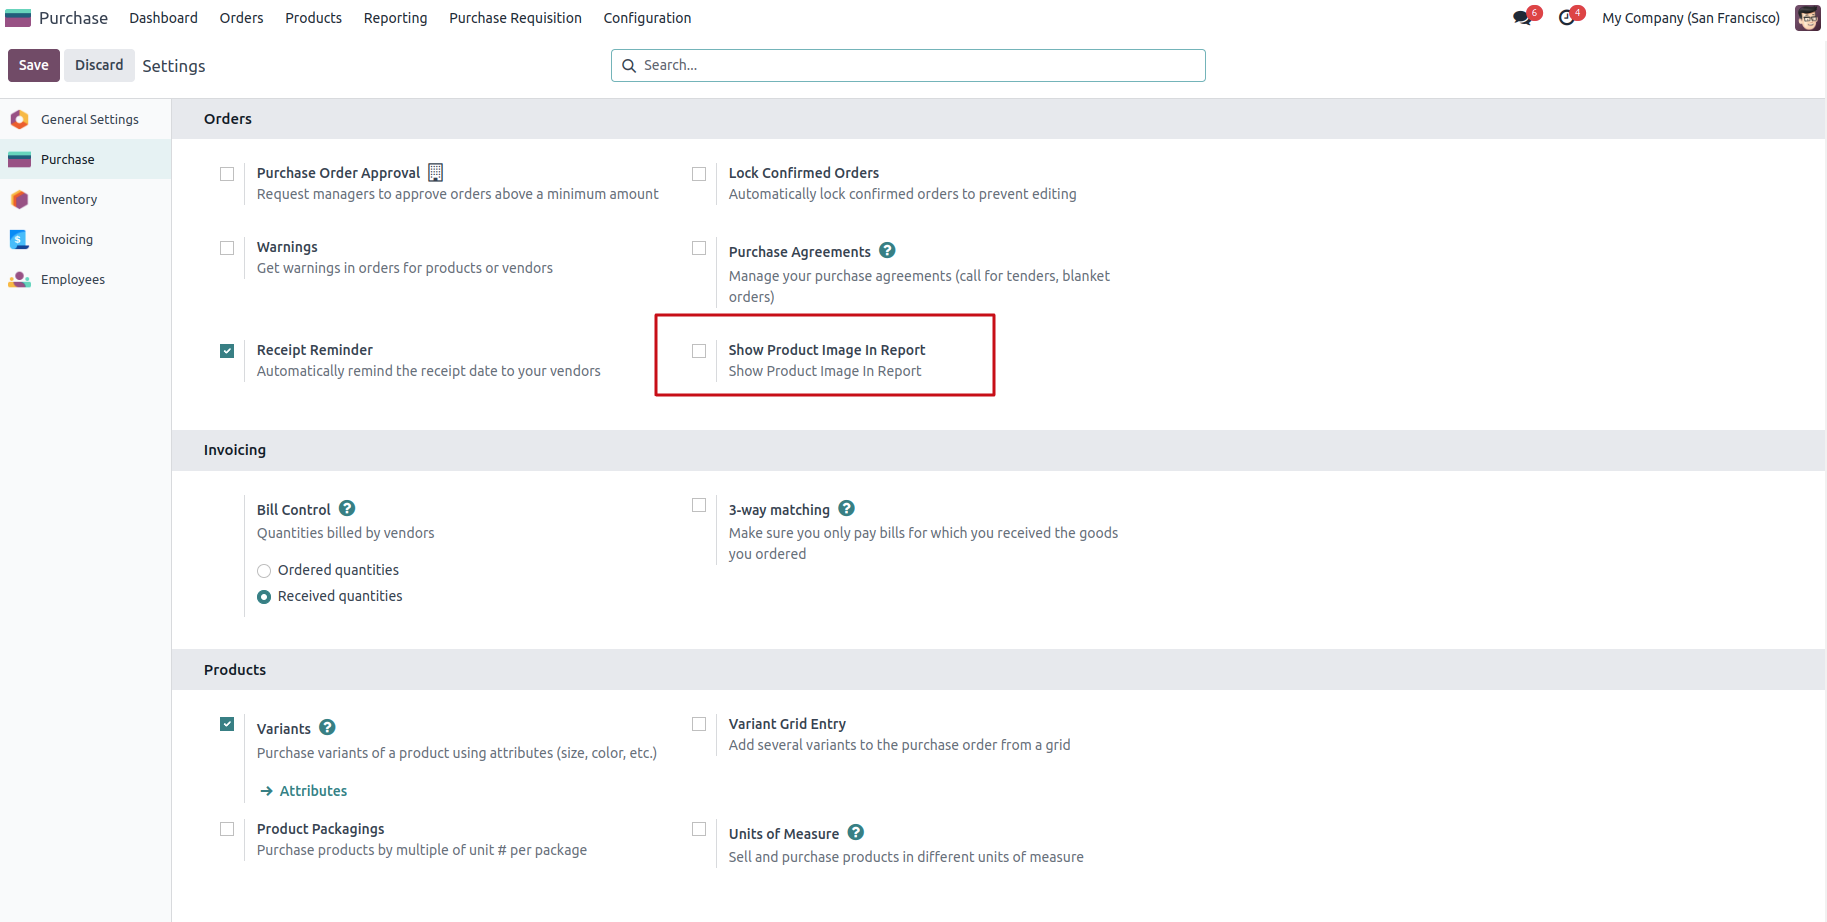 Purchase Dashboard Orders Products Reporting Purchase Requisition Configuration 6 4 My Company (San Francisco)
Save Discard Settings Search...
General Settings
Purchase
Inventory
Invoicing
Employees
Orders
Purchase Order Approval
Request managers to approve orders above a minimum amount
Lock Confirmed Orders
Automatically lock confirmed orders to prevent editing
Warnings
Get warnings in orders for products or vendors
Purchase Agreements ?
Manage your purchase agreements (call for tenders, blanket
orders)
Receipt Reminder
Automatically remind the receipt date to your vendors
Show Product Image In Report
Show Product Image In Report
Invoicing
Bill Control ?
Quantities billed by vendors
Ordered quantities
Received quantities
3-way matching ?
Make sure you only pay bills for which you received the goods
you ordered
Products
Variants ?
Purchase variants of a product using attributes (size, color, etc.)
→ Attributes
Variant Grid Entry
Add several variants to the purchase order from a grid
Product Packagings
Purchase products by multiple of unit # per package
Units of Measure ?
Sell and purchase products in different units of measure